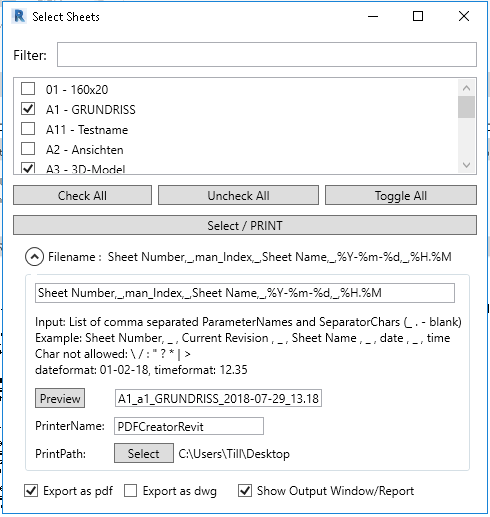 Select Sheets
Filter:
01 - 160x20
A1 - GRUNDRISS
A11 - Testname
A2 - Ansichten
A3 - 3D-Model
Check All Uncheck All Toggle All
Select / PRINT
Filename : Sheet Number,_,man_Index,_,Sheet Name,_,%Y-%m-%d,_,%H.%M
Sheet Number,_,man_Index,_,Sheet Name,_,%Y-%m-%d,_,%H.%M
Input: List of comma separated ParameterNames and SeparatorChars (_ . - blank)
Example: Sheet Number, _ , Current Revision , _ , Sheet Name , _ , date , _ , time
Char not allowed: \ / : " ? * | >
dateformat: 01-02-18, timeformat: 12.35
Preview A1_a1_GRUNDRISS_2018-07-29_13.18
PrinterName: PDFCreatorRevit
PrintPath: Select C:\Users\Till\Desktop
Export as pdf Export as dwg Show Output Window/Report